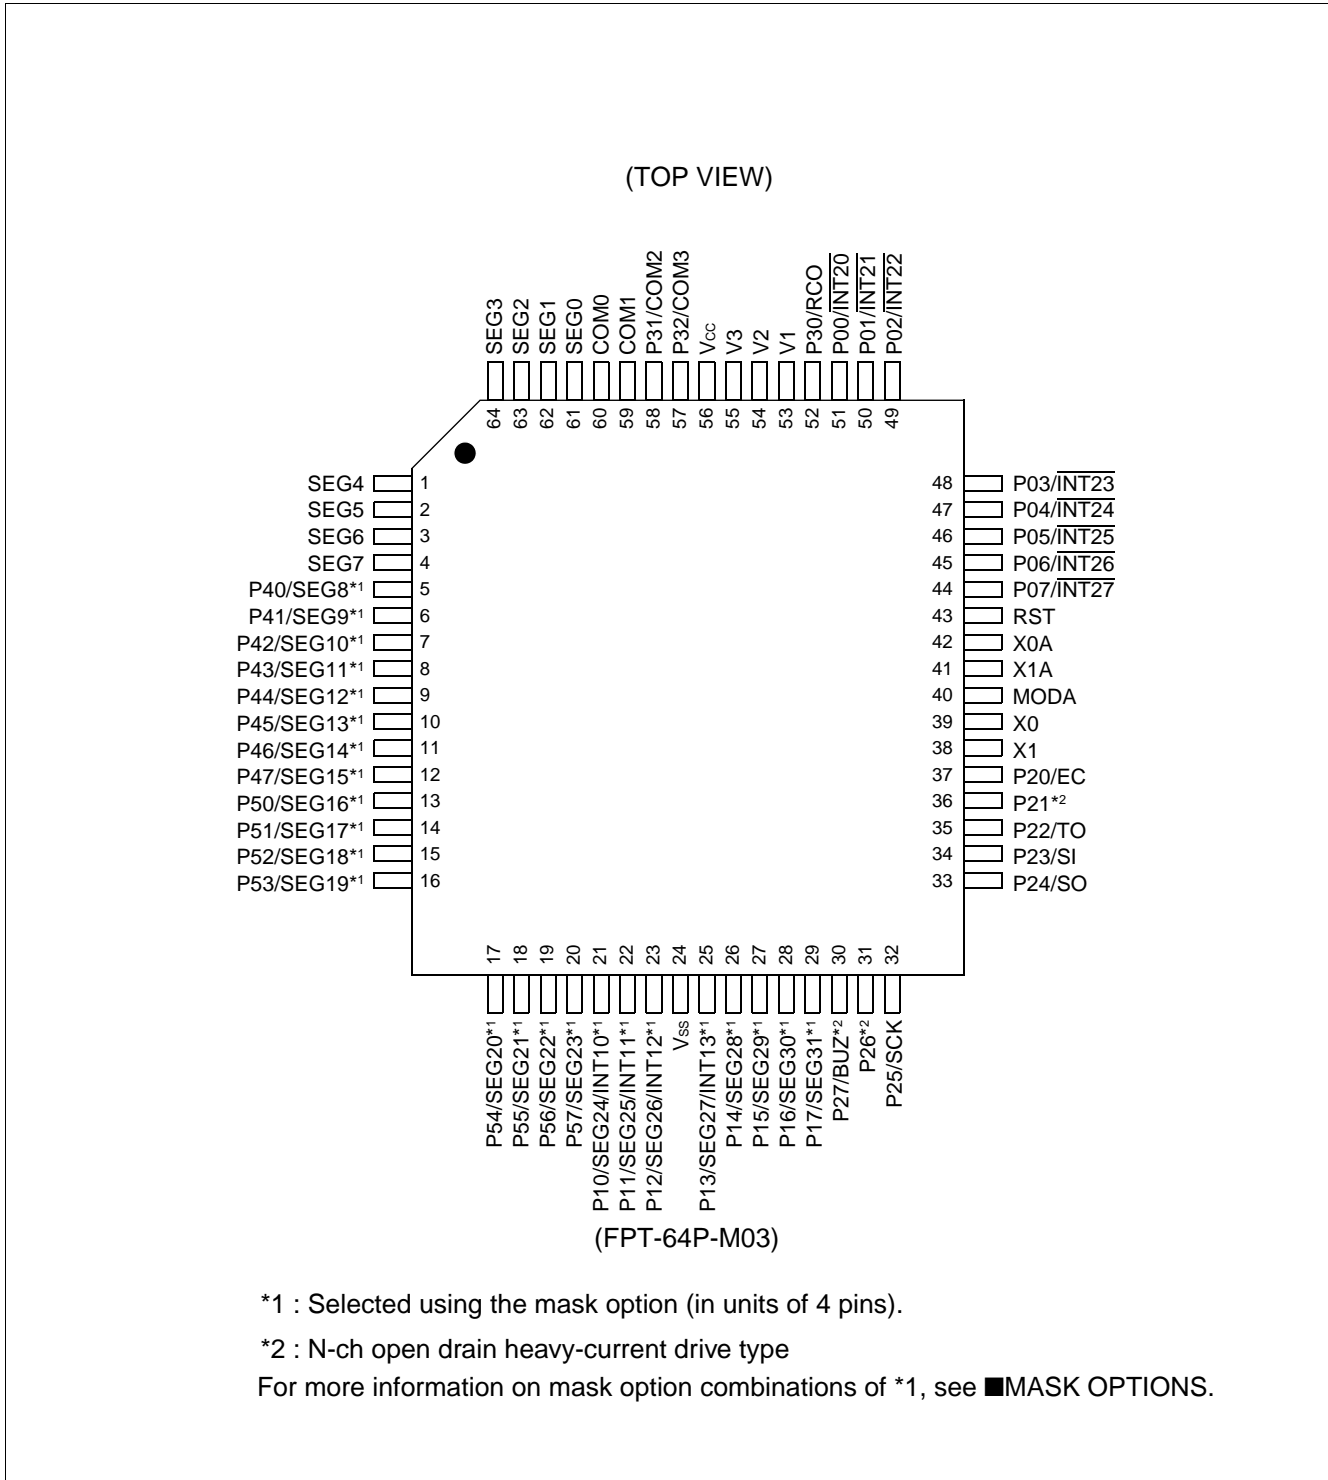 (TOP VIEW)
SEG3
SEG2
SEG1
SEG0
COM0
COM1
P31/COM2
P32/COM3
Vcc
V3
V2
V1
P30/RCO
P00/INT20
P01/INT21
P02/INT22
64
63
62
61
60
59
58
57
56
55
54
53
52
51
50
49
SEG4 1
SEG5 2
SEG6 3
SEG7 4
P40/SEG8*1 5
P41/SEG9*1 6
P42/SEG10*1 7
P43/SEG11*1 8
P44/SEG12*1 9
P45/SEG13*1 10
P46/SEG14*1 11
P47/SEG15*1 12
P50/SEG16*1 13
P51/SEG17*1 14
P52/SEG18*1 15
P53/SEG19*1 16
48 P03/INT23
47 P04/INT24
46 P05/INT25
45 P06/INT26
44 P07/INT27
43 RST
42 X0A
41 X1A
40 MODA
39 X0
38 X1
37 P20/EC
36 P21*2
35 P22/TO
34 P23/SI
33 P24/SO
17
18
19
20
21
22
23
24
25
26
27
28
29
30
31
32
P54/SEG20*1
P55/SEG21*1
P56/SEG22*1
P57/SEG23*1
P10/SEG24/INT10*1
P11/SEG25/INT11*1
P12/SEG26/INT12*1
Vss
P13/SEG27/INT13*1
P14/SEG28*1
P15/SEG29*1
P16/SEG30*1
P17/SEG31*1
P27/BUZ*2
P26*2
P25/SCK
(FPT-64P-M03)
*1 : Selected using the mask option (in units of 4 pins).
*2 : N-ch open drain heavy-current drive type
For more information on mask option combinations of *1, see ■MASK OPTIONS.